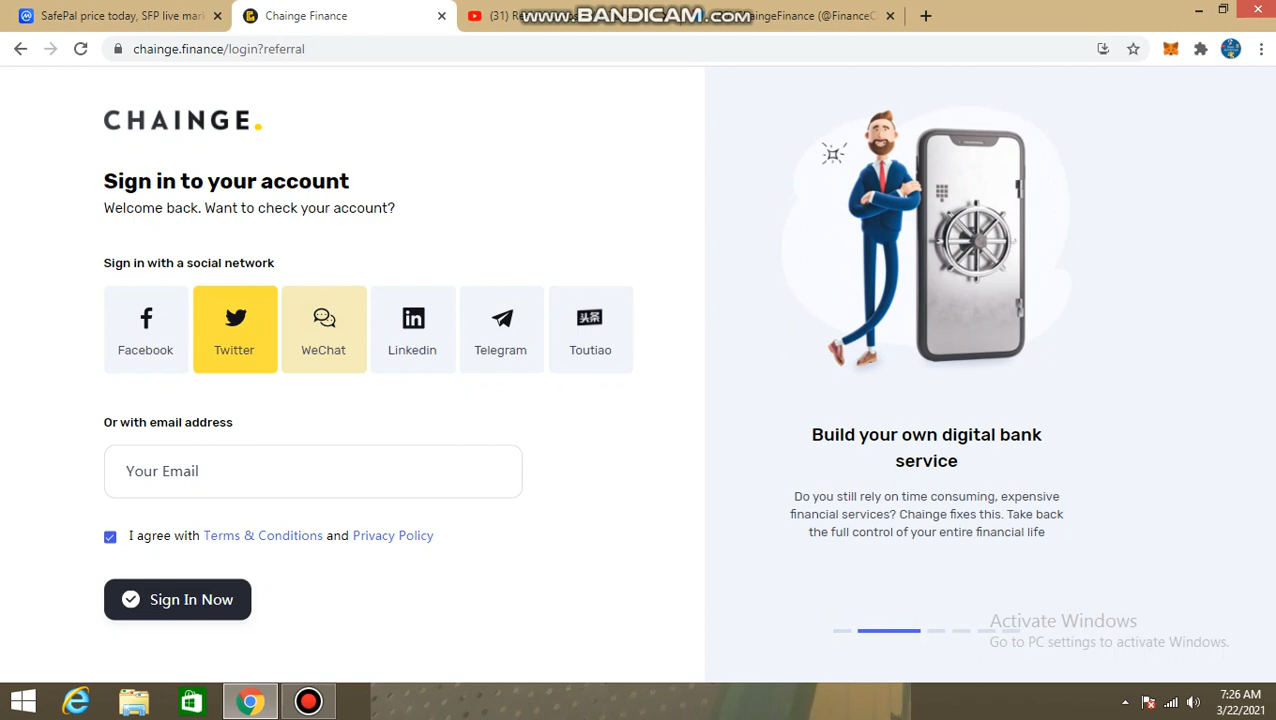 SafePal price today, SFP live mark
Chainge Finance
(31) R
www.BANDICAM.com
aingeFinance (@FinanceC
chainge.finance/login?referral
CHAINGE.
Sign in to your account
Welcome back. Want to check your account?
Sign in with a social network
Facebook
Twitter
WeChat
Linkedin
Telegram
头条
Toutiao
Or with email address
Your Email
I agree with Terms & Conditions and Privacy Policy
Sign In Now
Build your own digital bank
service
Do you still rely on time consuming, expensive
financial services? Chainge fixes this. Take back
the full control of your entire financial life
Activate Windows
Go to PC settings to activate Windows.
7:26 AM
3/22/2021